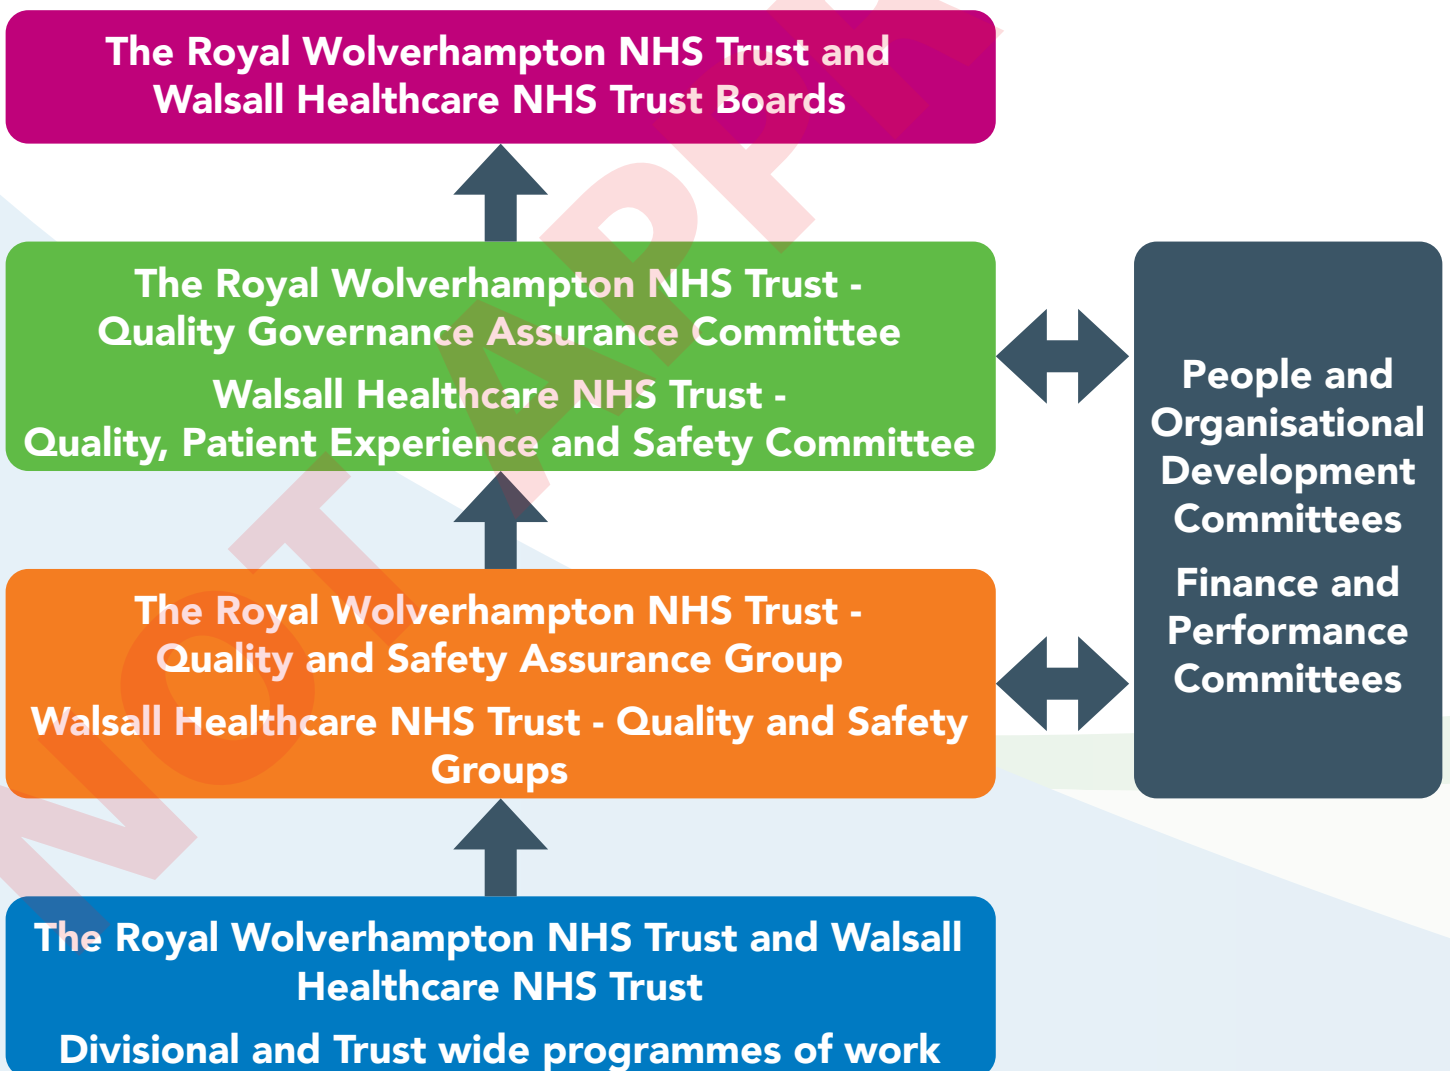 The Royal Wolverhampton NHS Trust and
Walsall Healthcare NHS Trust Boards
The Royal Wolverhampton NHS Trust -
Quality Governance Assurance Committee
Walsall Healthcare NHS Trust -
Quality, Patient Experience and Safety Committee
People and
Organisational
Development
Committees
Finance and
Performance
Committees
The Royal Wolverhampton NHS Trust -
Quality and Safety Assurance Group
Walsall Healthcare NHS Trust - Quality and Safety
Groups
The Royal Wolverhampton NHS Trust and Walsall
Healthcare NHS Trust
Divisional and Trust wide programmes of work
NOT APPR